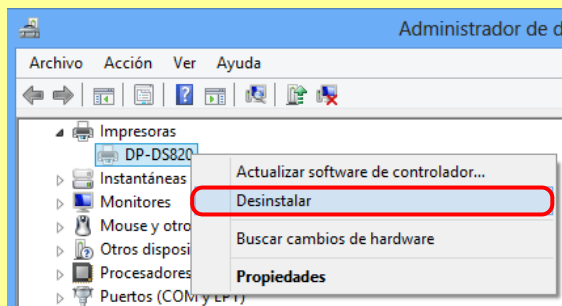 Administrador de d
Archivo Acción Ver Ayuda
Impresoras
DP-DS820
Instantáneas
Monitores
Mouse y otro
Otros disposi
Procesadores
Puertos (COM y LPT)
Actualizar software de controlador...
Desinstalar
Buscar cambios de hardware
Propiedades